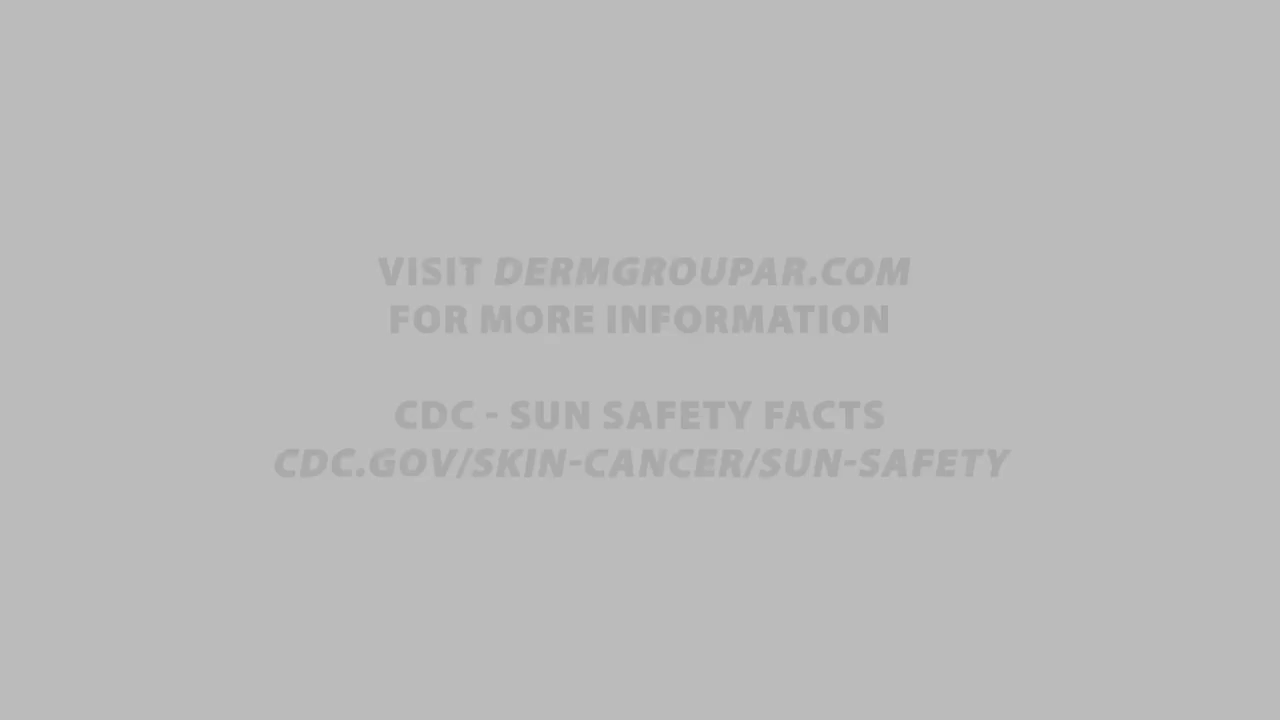 VISIT DERMGROUPAR.COM
FOR MORE INFORMATION
CDC - SUN SAFETY FACTS
CDC.GOV/SKIN-CANCER/SUN-SAFETY